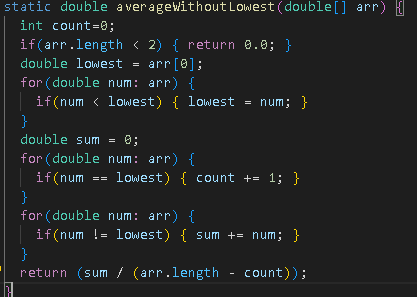 static double averageWithoutLowest(double[] arr) {
int count=0;
if(arr.length < 2) { return 0.0; }
double lowest = arr[0];
for(double num: arr) {
if(num < lowest) { lowest = num; }
}
double sum = 0;
for(double num: arr) {
if(num == lowest) { count += 1; }
}
for(double num: arr) {
if(num != lowest) { sum += num; }
}
return (sum / (arr.length - count));
}